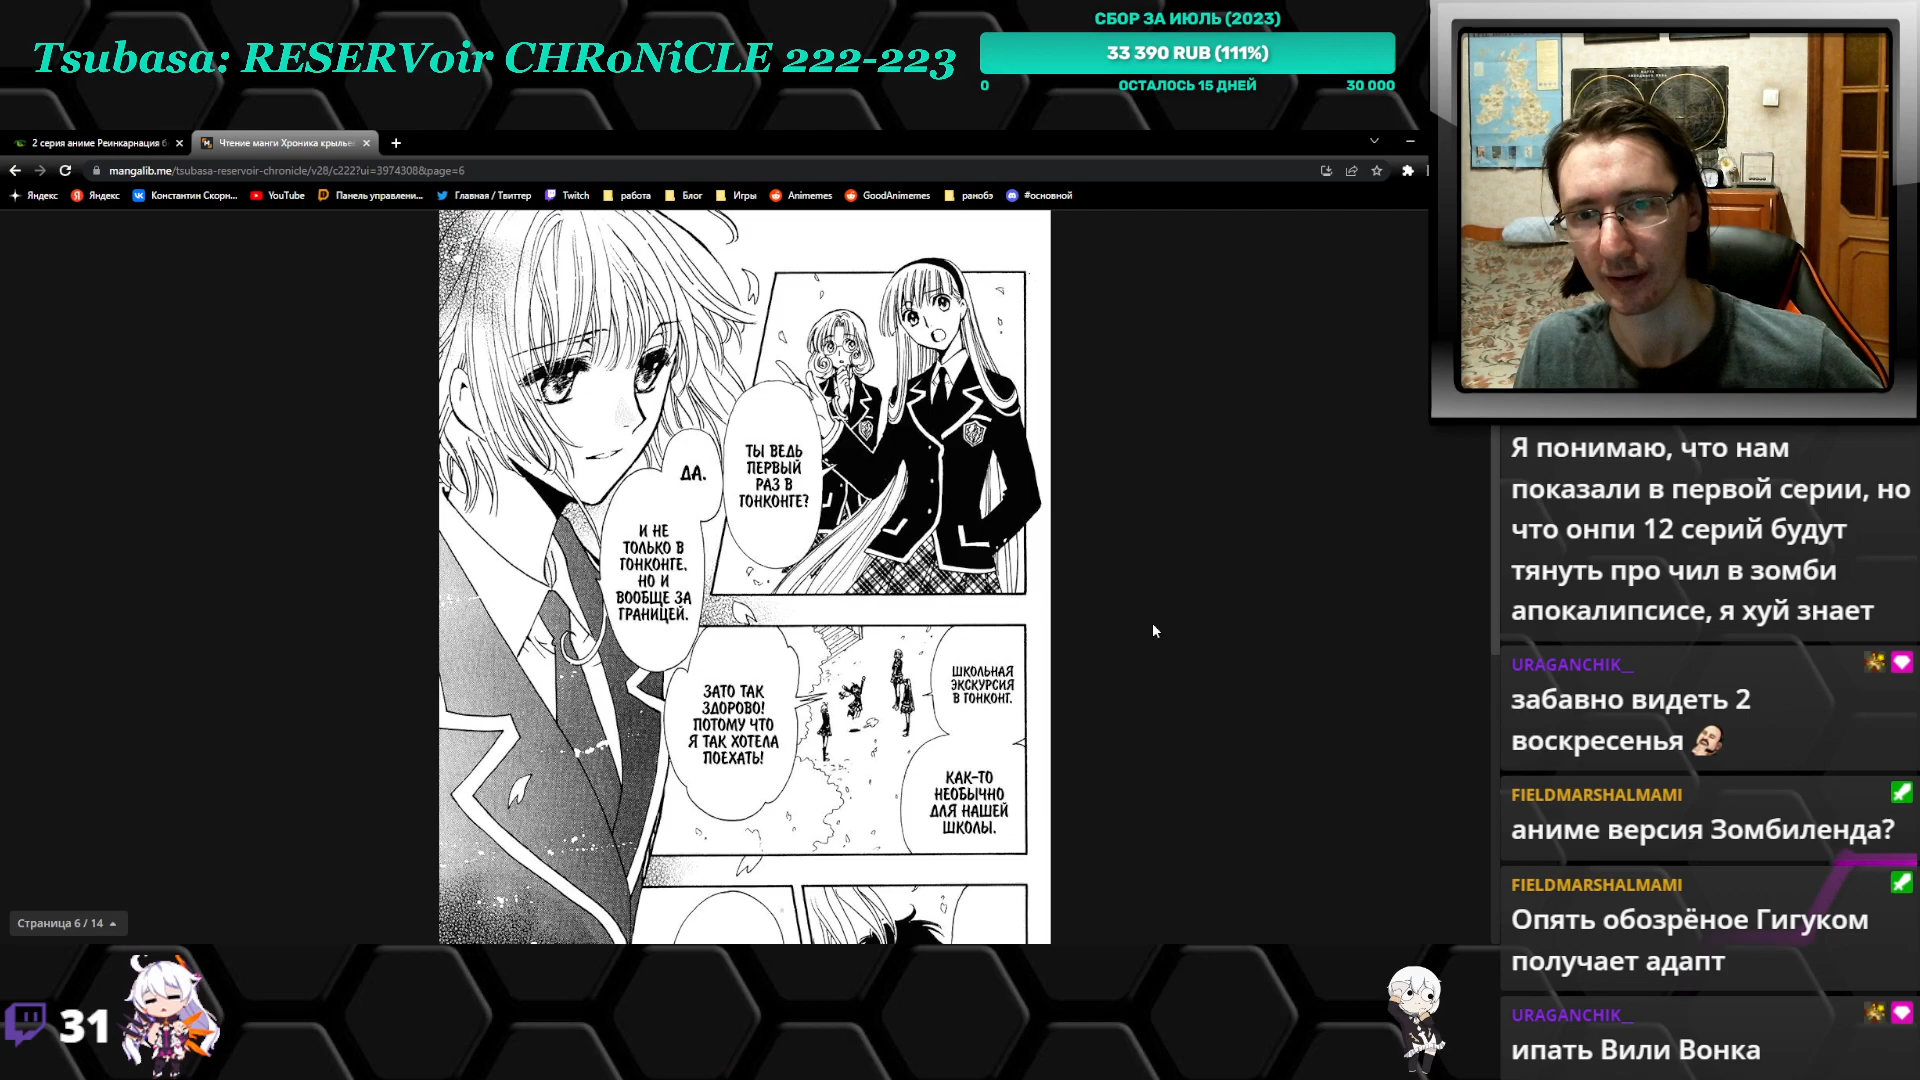 Tsubasa: RESERVoir CHRoNiCLE 222-223
СБОР ЗА ИЮЛЬ (2023)
33 390 RUB (111%)
0
ОСТАЛОСЬ 15 ДНЕЙ
30 000
2 серия аниме Реинкарнация б
Чтение манги Хроника крылье
mangalib.me/tsubasa-reservoir-chronicle/v28/c222?ui=3974308&page=6
Яндекс
Яндекс
Константин Скорн...
YouTube
Панель управлени...
Главная / Твиттер
Twitch
работа
Блог
Игры
Animemes
GoodAnimemes
ранобэ
#основной
ТЫ ВЕДЬ
ПЕРВЫЙ
РАЗ В
ГОНКОНГЕ?
ДА.
И НЕ
ТОЛЬКО В
ГОНКОНГЕ.
НО И
ВООБЩЕ ЗА
ГРАНИЦЕЙ.
ШКОЛЬНАЯ
ЭКСКУРСИЯ
В ГОНКОНГ.
КАК-ТО
НЕОБЫЧНО
ДЛЯ НАШЕЙ
ШКОЛЫ.
ЗАТО ТАК
ЗДОРОВО!
ПОТОМУ ЧТО
Я ТАК ХОТЕЛА
ПОЕХАТЬ!
Страница 6 / 14
31
Я понимаю, что нам
показали в первой серии, но
что онпи 12 серий будут
тянуть про чил в зомби
апокалипсисе, я хуй знает
URAGANCHIK__
забавно видеть 2
воскресенья
FIELDMARSHALMAMI
аниме версия Зомбиленда?
FIELDMARSHALMAMI
Опять обозрёное Гигуком
получает адапт
URAGANCHIK__
ипать Вили Вонка